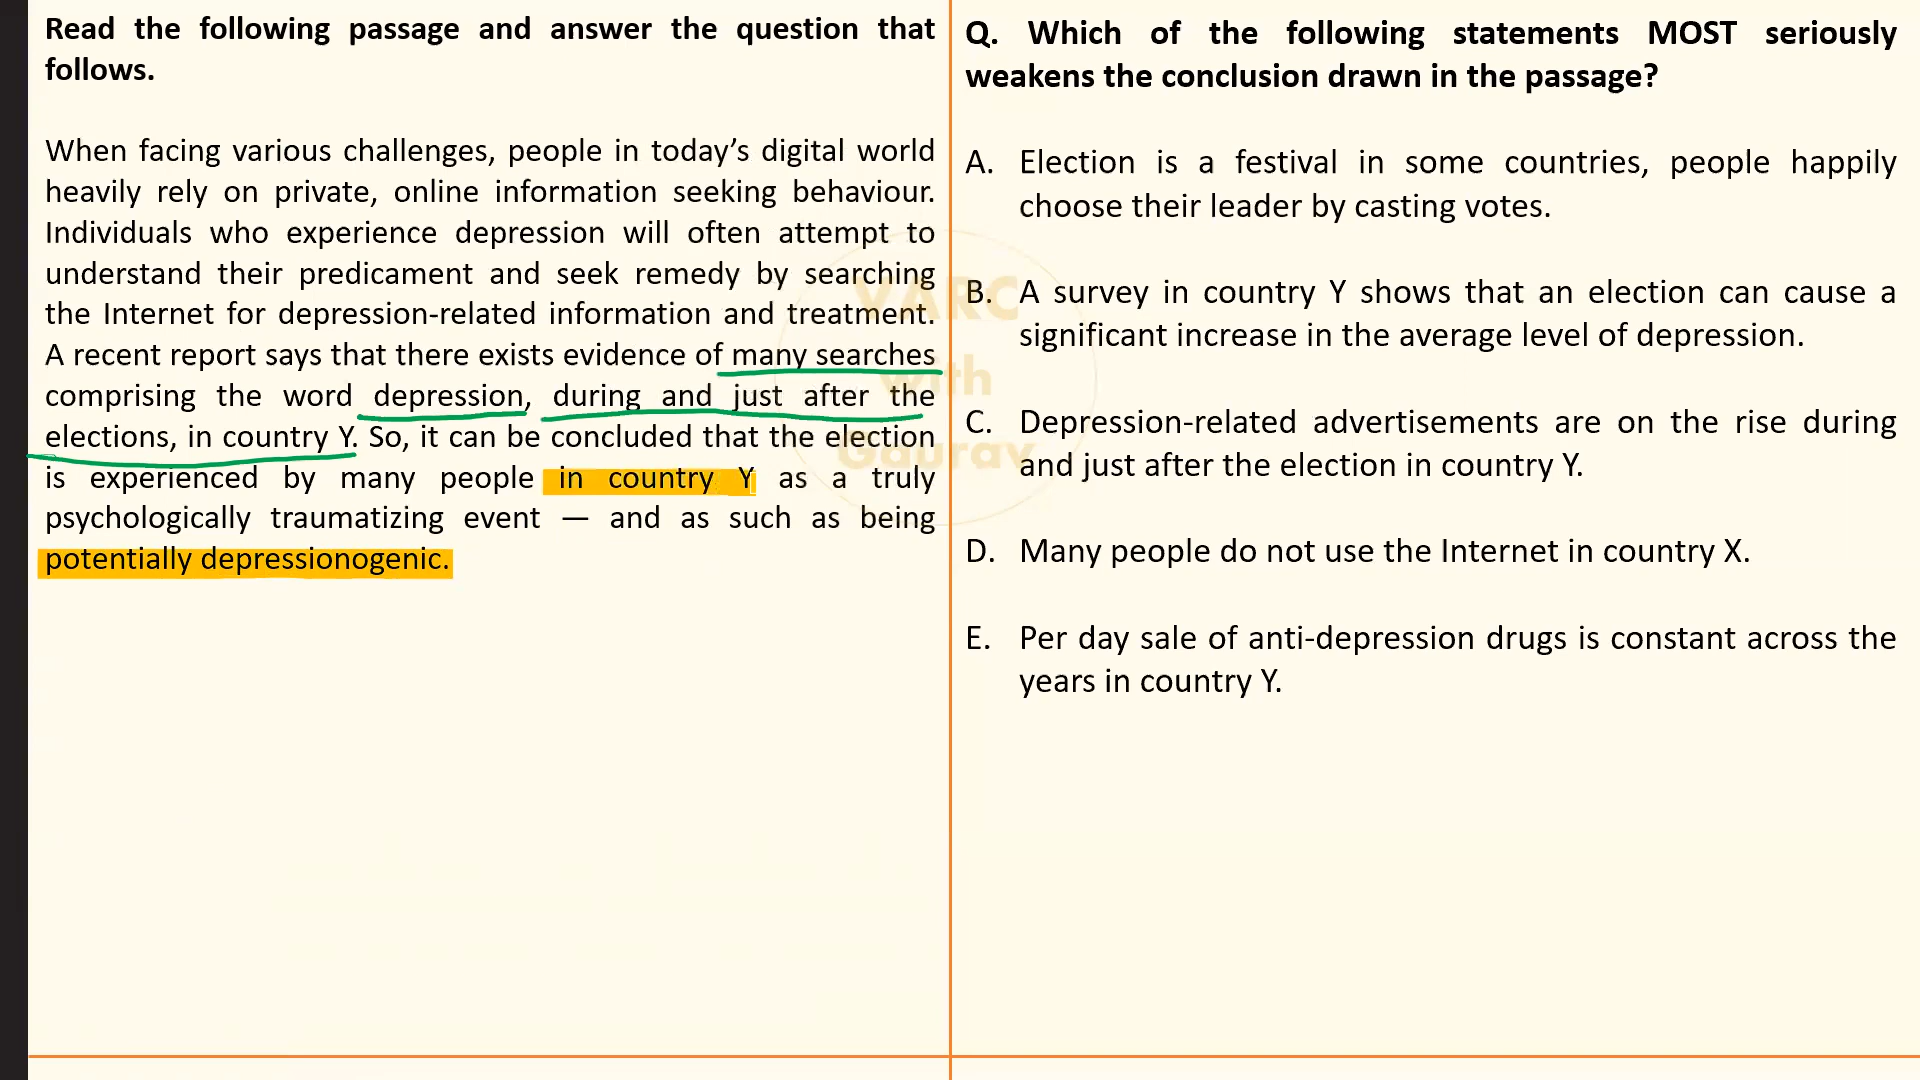 Read the following passage and answer the question that
follows.
When facing various challenges, people in today’s digital world
heavily rely on private, online information seeking behaviour.
Individuals who experience depression will often attempt to
understand their predicament and seek remedy by searching
the Internet for depression-related information and treatment.
A recent report says that there exists evidence of many searches
comprising the word depression, during and just after the
elections, in country Y. So, it can be concluded that the election
is experienced by many people in country Y as a truly
psychologically traumatizing event — and as such as being
potentially depressionogenic.
Q. Which of the following statements MOST seriously
weakens the conclusion drawn in the passage?
A. Election is a festival in some countries, people happily
choose their leader by casting votes.
B. A survey in country Y shows that an election can cause a
significant increase in the average level of depression.
C. Depression-related advertisements are on the rise during
and just after the election in country Y.
D. Many people do not use the Internet in country X.
E. Per day sale of anti-depression drugs is constant across the
years in country Y.
VARC
with
Gaurav